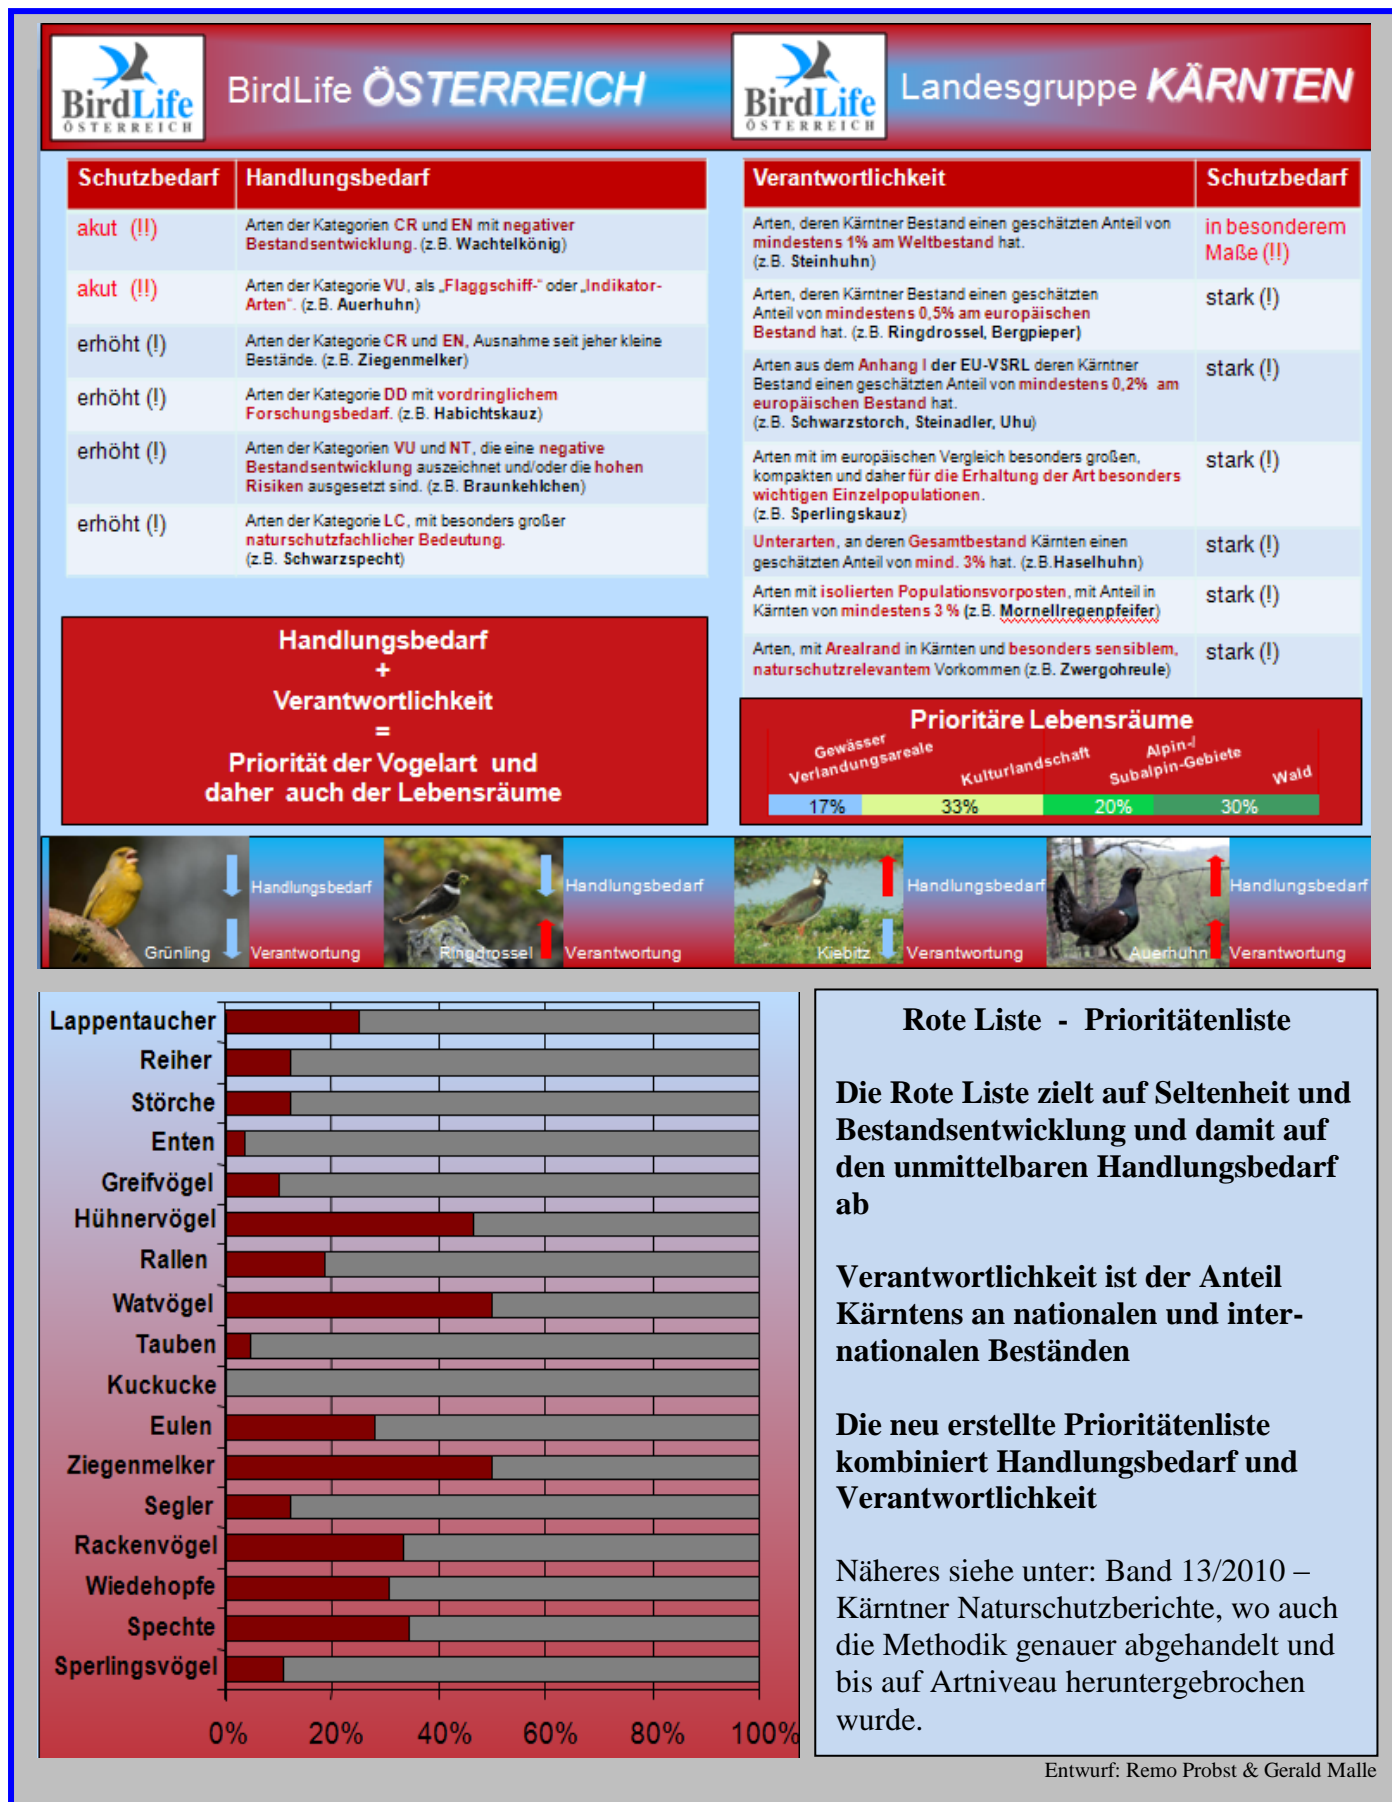 BirdLife
ÖSTERREICH
BirdLife ÖSTERREICH
BirdLife
ÖSTERREICH
Landesgruppe KÄRNTEN
Schutzbedarf Handlungsbedarf
akut (!!)
Arten der Kategorien CR und EN mit negativer
Bestandsentwicklung. (z.B. Wachtelkönig)
akut (!!)
Arten der Kategorie VU, als „Flaggschiff-“ oder „Indikator-
Arten“. (z.B. Auerhuhn)
erhöht (!)
Arten der Kategorie CR und EN, Ausnahme seit jeher kleine
Bestände. (z.B. Ziegenmelker)
erhöht (!)
Arten der Kategorie DD mit vordringlichem
Forschungsbedarf. (z.B. Habichtskauz)
erhöht (!)
Arten der Kategorien VU und NT, die eine negative
Bestandsentwicklung auszeichnet und/oder die hohen
Risiken ausgesetzt sind. (z.B. Braunkehlchen)
erhöht (!)
Arten der Kategorie LC, mit besonders großer
naturschutzfachlicher Bedeutung.
(z.B. Schwarzspecht)
Handlungsbedarf
+
Verantwortlichkeit
=
Priorität der Vogelart und
daher auch der Lebensräume
Verantwortlichkeit Schutzbedarf
Arten, deren Kärntner Bestand einen geschätzten Anteil von
mindestens 1% am Weltbestand hat.
(z.B. Steinhuhn)
in besonderem
Maße (!!)
Arten, deren Kärntner Bestand einen geschätzten
Anteil von mindestens 0,5% am europäischen
Bestand hat. (z.B. Ringdrossel, Bergpieper)
stark (!)
Arten aus dem Anhang I der EU-VSRL deren Kärntner
Bestand einen geschätzten Anteil von mindestens 0,2% am
europäischen Bestand hat.
(z.B. Schwarzstorch, Steinadler, Uhu)
stark (!)
Arten mit im europäischen Vergleich besonders großen,
kompakten und daher für die Erhaltung der Art besonders
wichtigen Einzelpopulationen.
(z.B. Sperlingskauz)
stark (!)
Unterarten, an deren Gesamtbestand Kärnten einen
geschätzten Anteil von mind. 3% hat. (z.B.Haselhuhn)
stark (!)
Arten mit isolierten Populationsvorposten, mit Anteil in
Kärnten von mindestens 3 % (z.B. Mornellregenpfeifer)
stark (!)
Arten, mit Arealrand in Kärnten und besonders sensiblem,
naturschutzrelevantem Vorkommen (z.B. Zwergohreule)
stark (!)
Prioritäre Lebensräume
Gewässer
Verlandungsareale
Kulturlandschaft
Alpin-/
Subalpin-Gebiete
Wald
17% 33% 20% 30%
Handlungsbedarf
Grünling
Verantwortung
Handlungsbedarf
Ringdrossel
Verantwortung
Handlungsbedarf
Kiebitz
Verantwortung
Handlungsbedarf
Auerhuhn
Verantwortung
Lappentaucher
Reiher
Störche
Enten
Greifvögel
Hühnervögel
Rallen
Watvögel
Tauben
Kuckucke
Eulen
Ziegenmelker
Segler
Rackenvögel
Wiedehopfe
Spechte
Sperlingsvögel
0% 20% 40% 60% 80% 100%
Rote Liste - Prioritätenliste
Die Rote Liste zielt auf Seltenheit und
Bestandsentwicklung und damit auf
den unmittelbaren Handlungsbedarf
ab
Verantwortlichkeit ist der Anteil
Kärntens an nationalen und inter-
nationalen Beständen
Die neu erstellte Prioritätenliste
kombiniert Handlungsbedarf und
Verantwortlichkeit
Näheres siehe unter: Band 13/2010 –
Kärntner Naturschutzberichte, wo auch
die Methodik genauer abgehandelt und
bis auf Artniveau heruntergebrochen
wurde.
Entwurf: Remo Probst & Gerald Malle